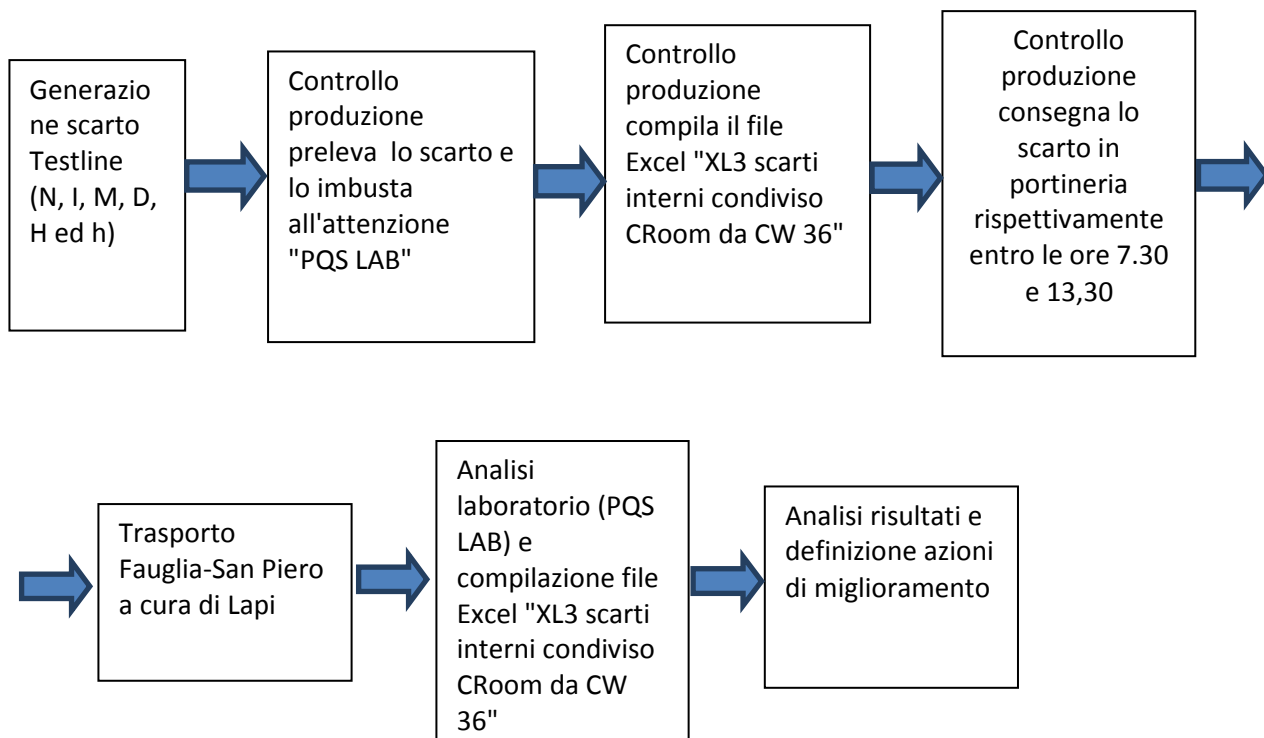 Generazio
ne scarto
Testline
(N, I, M, D,
H ed h)
Controllo
produzione
preleva  lo scarto e
lo imbusta
all'attenzione
"PQS LAB"
Controllo
produzione
compila il file
Excel "XL3 scarti
interni condiviso
CRoom da CW 36"
Controllo
produzione
consegna lo
scarto in
portineria
rispettivamente
entro le ore 7.30
e 13,30
Trasporto
Fauglia-San Piero
a cura di Lapi
Analisi
laboratorio (PQS
LAB) e
compilazione file
Excel "XL3 scarti
interni condiviso
CRoom da CW
36"
Analisi risultati e
definizione azioni
di miglioramento